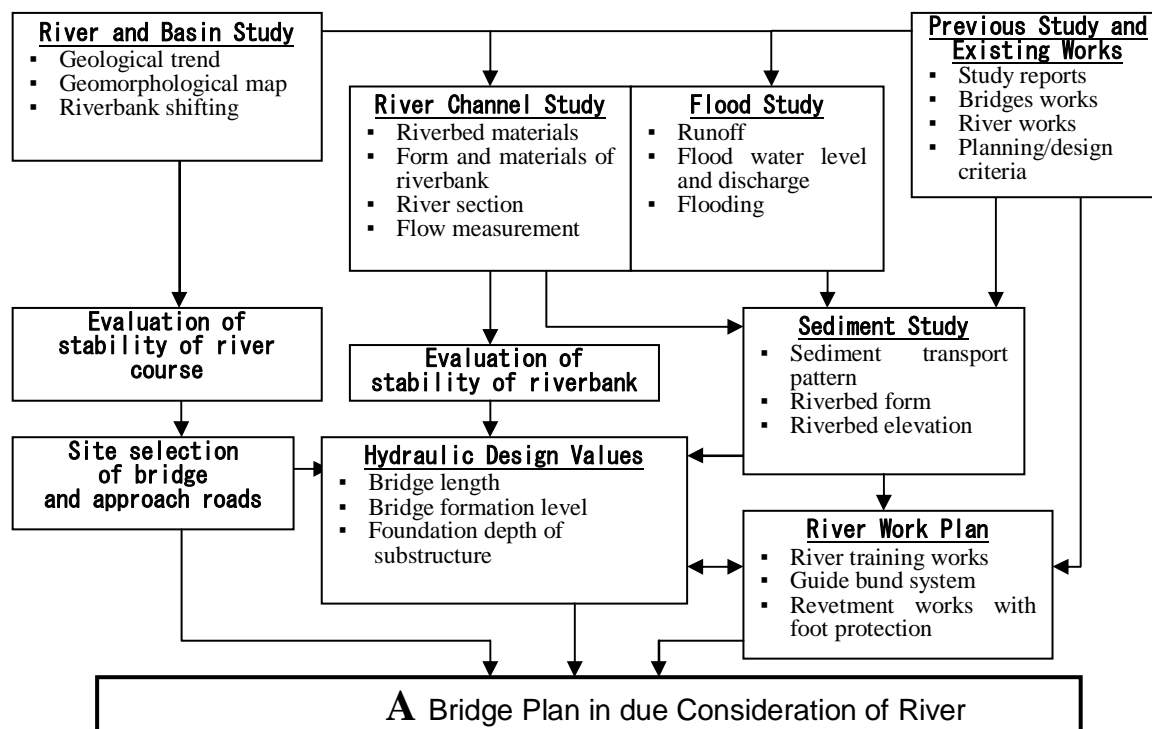 River and Basin Study
▪ Geological trend
▪ Geomorphological map
▪ Riverbank shifting
Previous Study and
Existing Works
▪ Study reports
▪ Bridges works
▪ River works
▪ Planning/design
criteria
River Channel Study
▪ Riverbed materials
▪ Form and materials of
riverbank
▪ River section
▪ Flow measurement
Flood Study
▪ Runoff
▪ Flood water level
and discharge
▪ Flooding
Evaluation of
stability of river
course
Evaluation of
stability of riverbank
Sediment Study
▪ Sediment transport
pattern
▪ Riverbed form
▪ Riverbed elevation
Site selection
of bridge
and approach roads
Hydraulic Design Values
▪ Bridge length
▪ Bridge formation level
▪ Foundation depth of
substructure
River Work Plan
▪ River training works
▪ Guide bund system
▪ Revetment works with
foot protection
A Bridge Plan in due Consideration of River